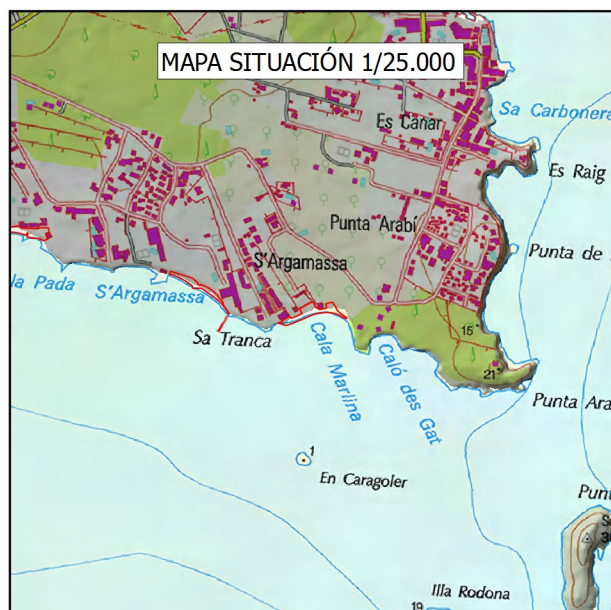 MAPA SITUACIÓN 1/25.000
Sa Carbonera
Es Canar
Es Raig
Punta Arabí
Punta de
S'Argamassa
la Pada
S'Argamassa
Sa Tranca
Cala Marlina
Caló des Gat
15
21
Punta Ara
1
En Caragoler
Punt
S
Illa Rodona
19